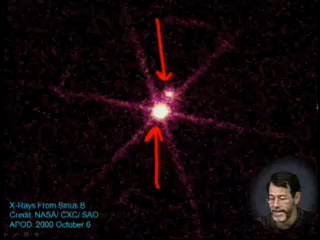 X-Rays From Sirius B
Credit: NASA/ CXC/ SAO
APOD: 2000 October 6